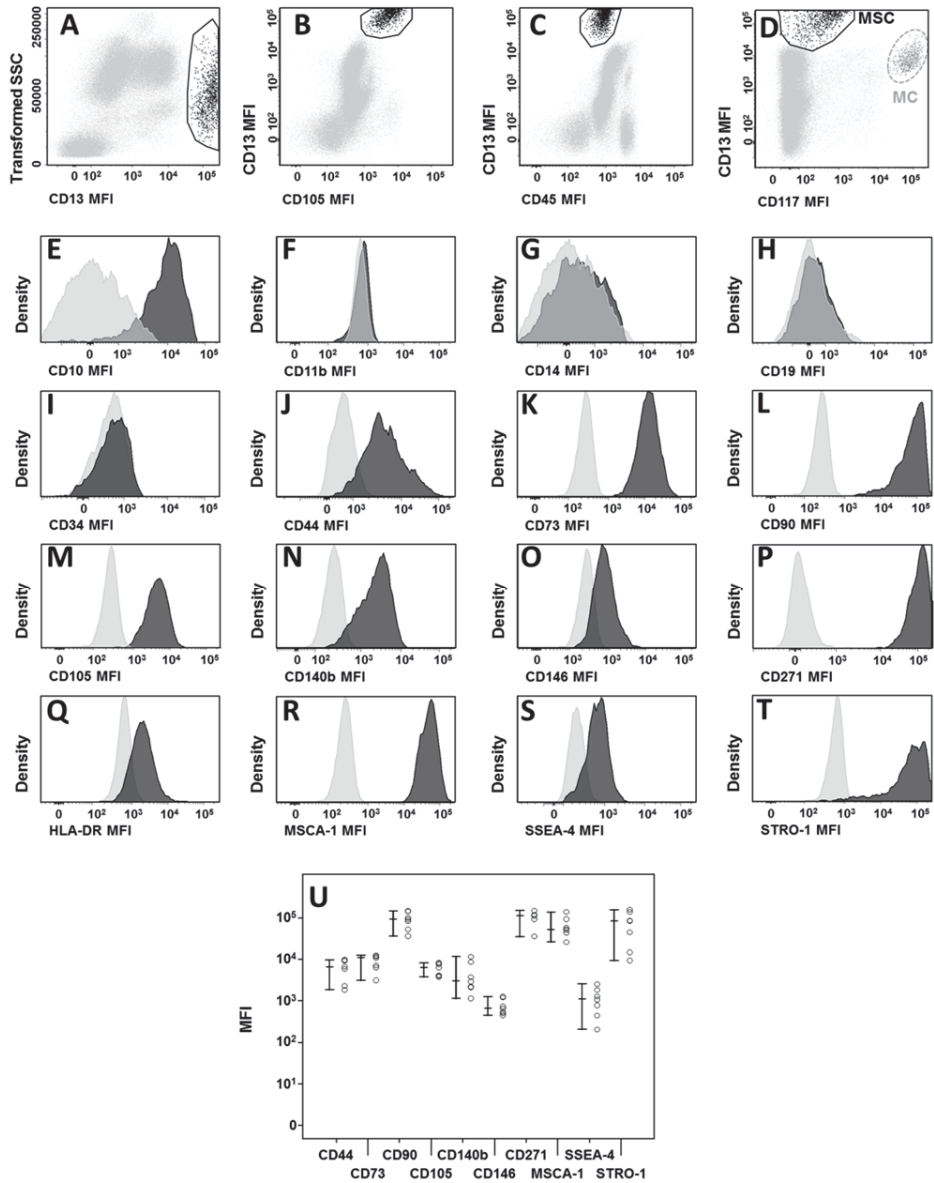 A
B
C
D
Transformed SSC
250000
50000
0
0 10² 10³ 10⁴ 10⁵
CD13 MFI
CD13 MFI
10⁵
10⁴
10³
10²
0
0 10² 10³ 10⁴ 10⁵
CD105 MFI
CD13 MFI
10⁵
10⁴
10³
10²
0
0 10² 10³ 10⁴ 10⁵
CD45 MFI
CD13 MFI
10⁵
10⁴
10³
10²
0
MSC
MC
0 10² 10³ 10⁴ 10⁵
CD117 MFI
E
Density
0 10³ 10⁴ 10⁵
CD10 MFI
F
Density
0 10² 10³ 10⁴ 10⁵
CD11b MFI
G
Density
0 10³ 10⁴ 10⁵
CD14 MFI
H
Density
0 10³ 10⁴ 10⁵
CD19 MFI
I
Density
0 10² 10³ 10⁴ 10⁵
CD34 MFI
J
Density
0 10² 10³ 10⁴ 10⁵
CD44 MFI
K
Density
0 10² 10³ 10⁴ 10⁵
CD73 MFI
L
Density
0 10² 10³ 10⁴ 10⁵
CD90 MFI
M
Density
0 10² 10³ 10⁴ 10⁵
CD105 MFI
N
Density
0 10² 10³ 10⁴ 10⁵
CD140b MFI
O
Density
0 10² 10³ 10⁴ 10⁵
CD146 MFI
P
Density
0 10³ 10⁴ 10⁵
CD271 MFI
Q
Density
0 10² 10³ 10⁴ 10⁵
HLA-DR MFI
R
Density
0 10² 10³ 10⁴ 10⁵
MSCA-1 MFI
S
Density
0 10² 10³ 10⁴ 10⁵
SSEA-4 MFI
T
Density
0 10² 10³ 10⁴ 10⁵
STRO-1 MFI
U
MFI
10⁵
10⁴
10³
10²
10¹
0
CD44 CD90 CD140b CD271 SSEA-4
CD73 CD105 CD146 MSCA-1 STRO-1